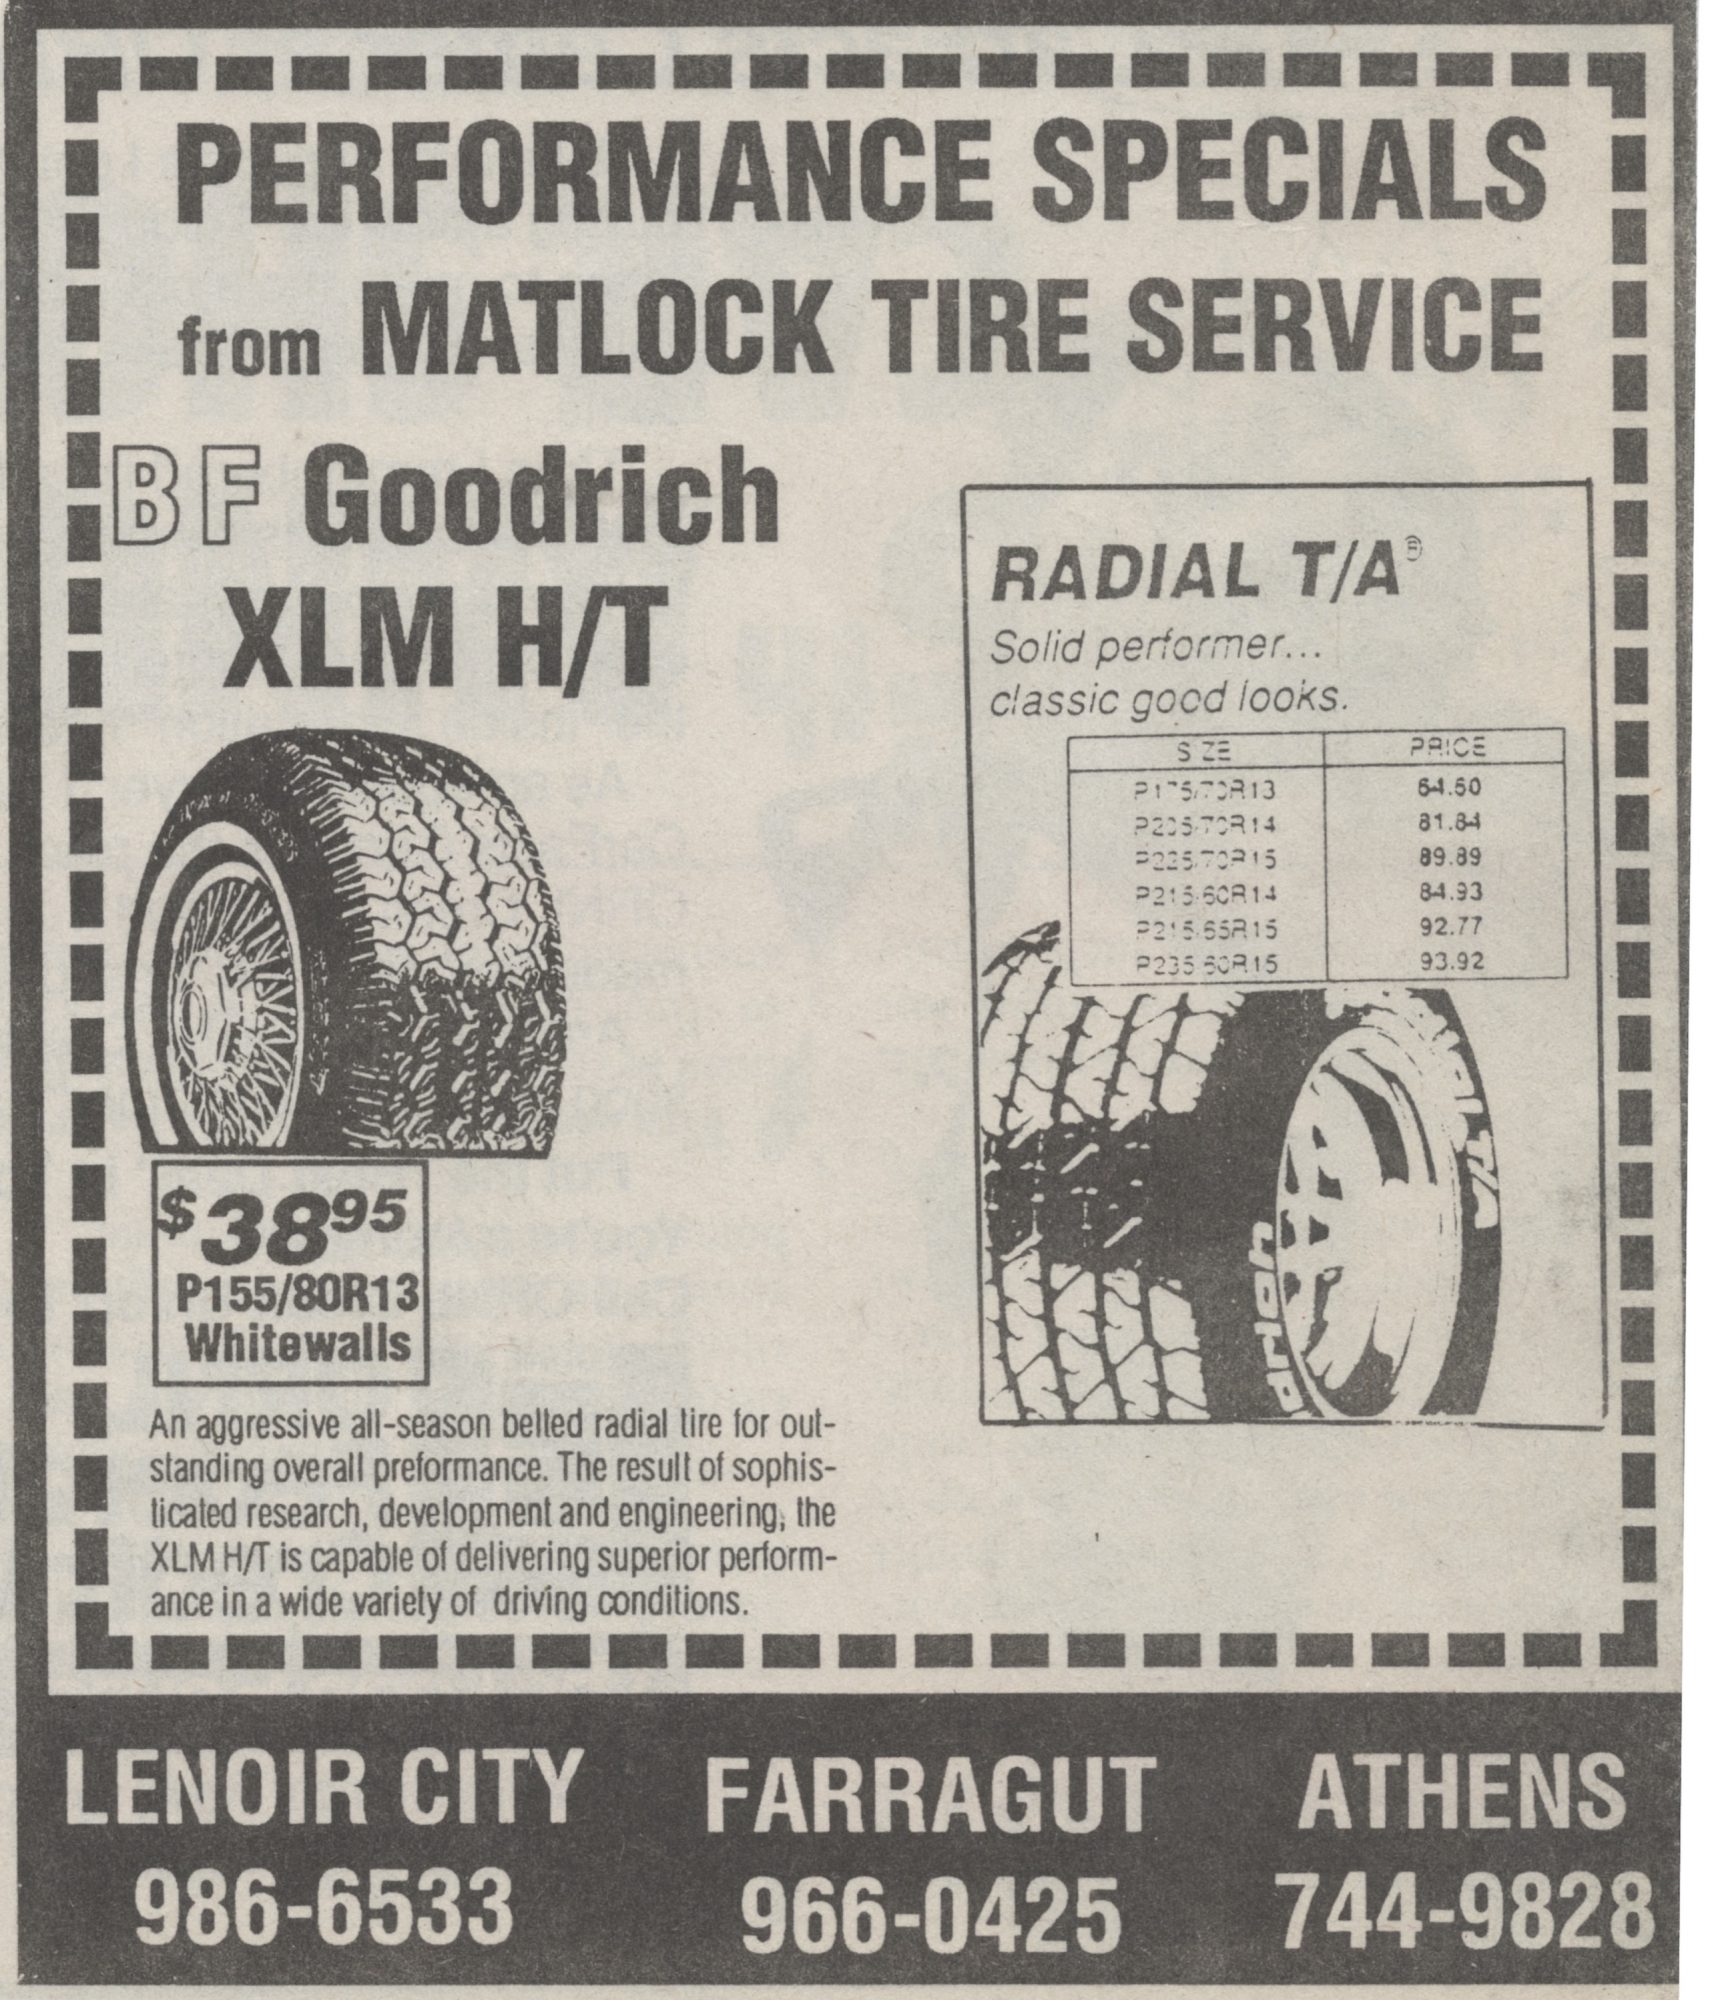 PERFORMANCE SPECIALS
from MATLOCK TIRE SERVICE
BF Goodrich
XLM H/T
$38 95
P155/80R13
Whitewalls
An aggressive all-season belted radial tire for out-
standing overall preformance. The result of sophis-
ticated research, development and engineering, the
XLM H/T is capable of delivering superior perform-
ance in a wide variety of driving conditions.
RADIAL T/A®
Solid performer...
classic good looks.
SIZE PRICE
P175/70R13 64.50
P205/70R14 81.84
P225/70R15 89.89
P215/60R14 84.93
P215/65R15 92.77
P235/60R15 93.92
T/A
drich
LENOIR CITY FARRAGUT ATHENS
986-6533 966-0425 744-9828